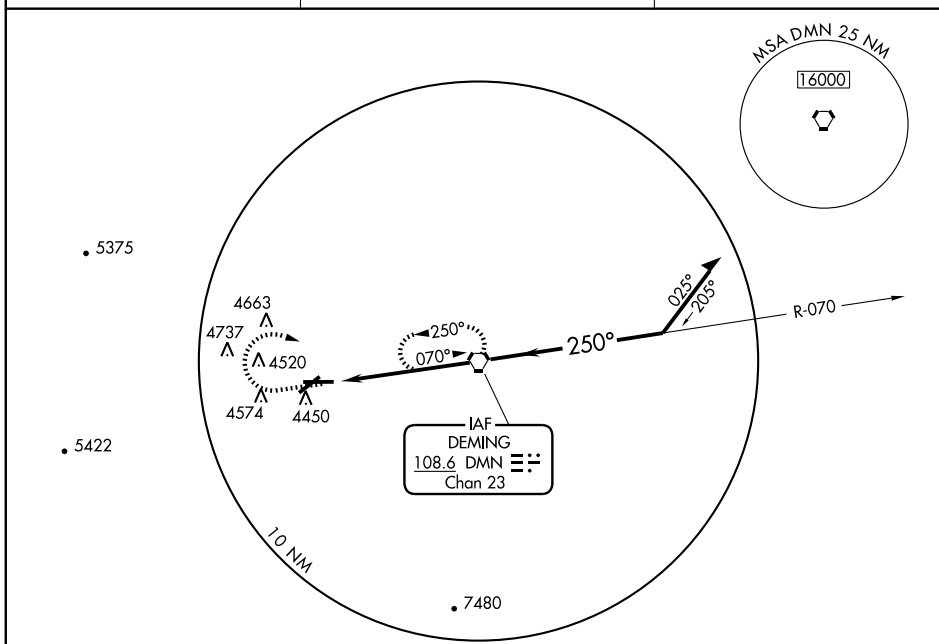 MSA DMN 25 NM
16000
5375
025°
205°
R-070
4663
4737
250°
4520
070°
250°
4574
4450
5422
IAF
DEMING
108.6 DMN
Chan 23
10 NM
7480